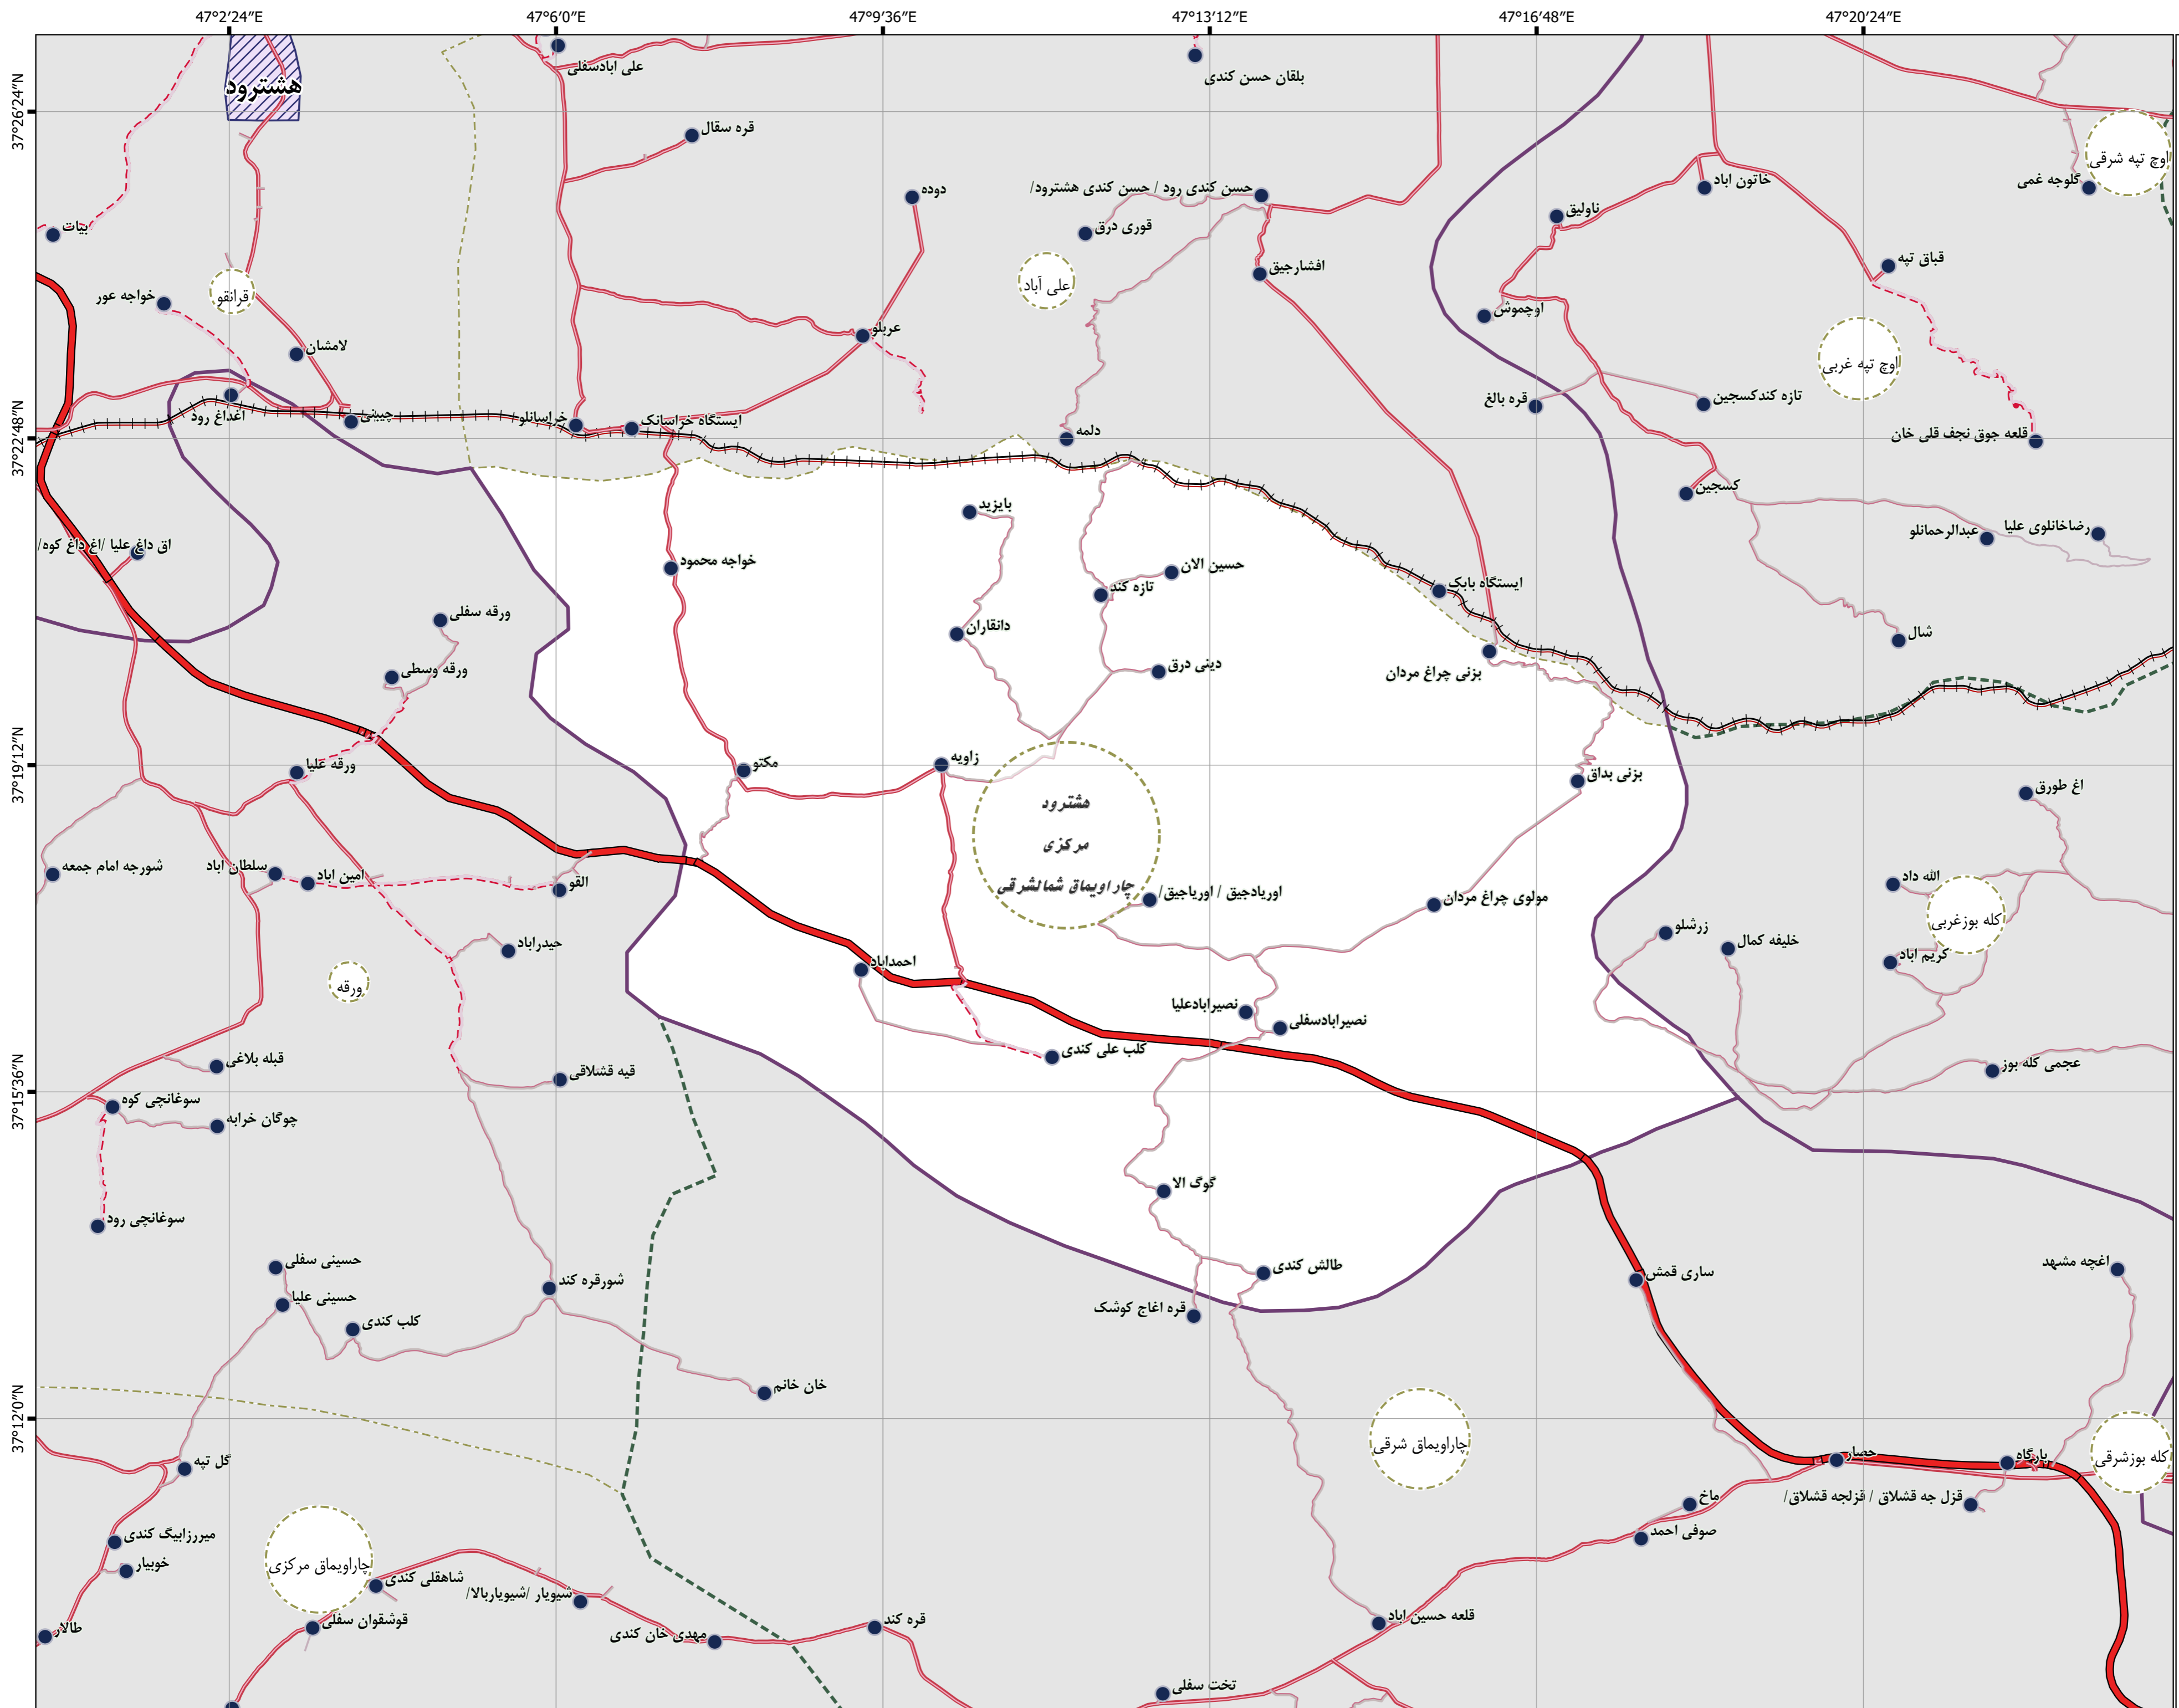 47°2'24"E
47°6'0"E
47°9'36"E
47°13'12"E
47°16'48"E
47°20'24"E
37°26'24"N
37°22'48"N
37°19'12"N
37°15'36"N
37°12'0"N
هشترود
علی ابادسفلی
بلقان حسن کندی
قره سقال
اوچ تپه شرقی
گلوجه غمی
خاتون اباد
حسن کندی رود / حسن کندی هشترود/
دوده
ناولیق
بیات
قوری درق
قباق تپه
افشارجیق
علی آباد
قرانقو
خواجه عور
اوچموش
عربلو
لامشان
اوچ تپه غربی
قره بالغ
تازه کندکسجین
اغداغ رود
چیینی
خراسانلو
ایستگاه خراسانک
دلمه
قلعه جوق نجف قلی خان
کسجین
بایزید
رضاخانلوی علیا
عبدالرحمانلو
اق داغ علیا /اغ داغ کوه/
خواجه محمود
حسین الان
تازه کند
ایستگاه بابک
ورقه سفلی
دانقاران
شال
ورقه وسطی
دینی درق
بزنی چراغ مردان
ورقه علیا
مکتو
زاویه
بزنی بداق
اغ طورق
هشترود
مرکزی
چاراویماق شمالشرقی
شورجه امام جمعه
سلطان اباد
امین اباد
القو
اوریادجیق / اوریاجیق/
مولوی چراغ مردان
الله داد
کله بوزغربی
حیدراباد
زرشلو
خلیفه کمال
کریم اباد
احمداباد
ورقه
نصیرابادعلیا
نصیرابادسفلی
کلب علی کندی
قبله بلاغی
قیه قشلاقی
عجمی کله بوز
سوغانچی کوه
چوگان خرابه
گوگ الا
سوغانچی رود
حسینی سفلی
شورقره کند
طالش کندی
ساری قمش
اغچه مشهد
حسینی علیا
قره اغاج کوشک
کلب کندی
خان خانم
چاراویماق شرقی
حصار
بارگاه
کله بوزشرقی
گل تپه
ماخ
قزل جه قشلاق / قزلجه قشلاق/
میرزابیگ کندی
صوفی احمد
خوبیار
چاراویماق مرکزی
شاهقلی کندی
شیویار /شیویاربالا/
قوشقوان سفلی
طالار
مهدی خان کندی
قره کند
قلعه حسین اباد
تخت سفلی